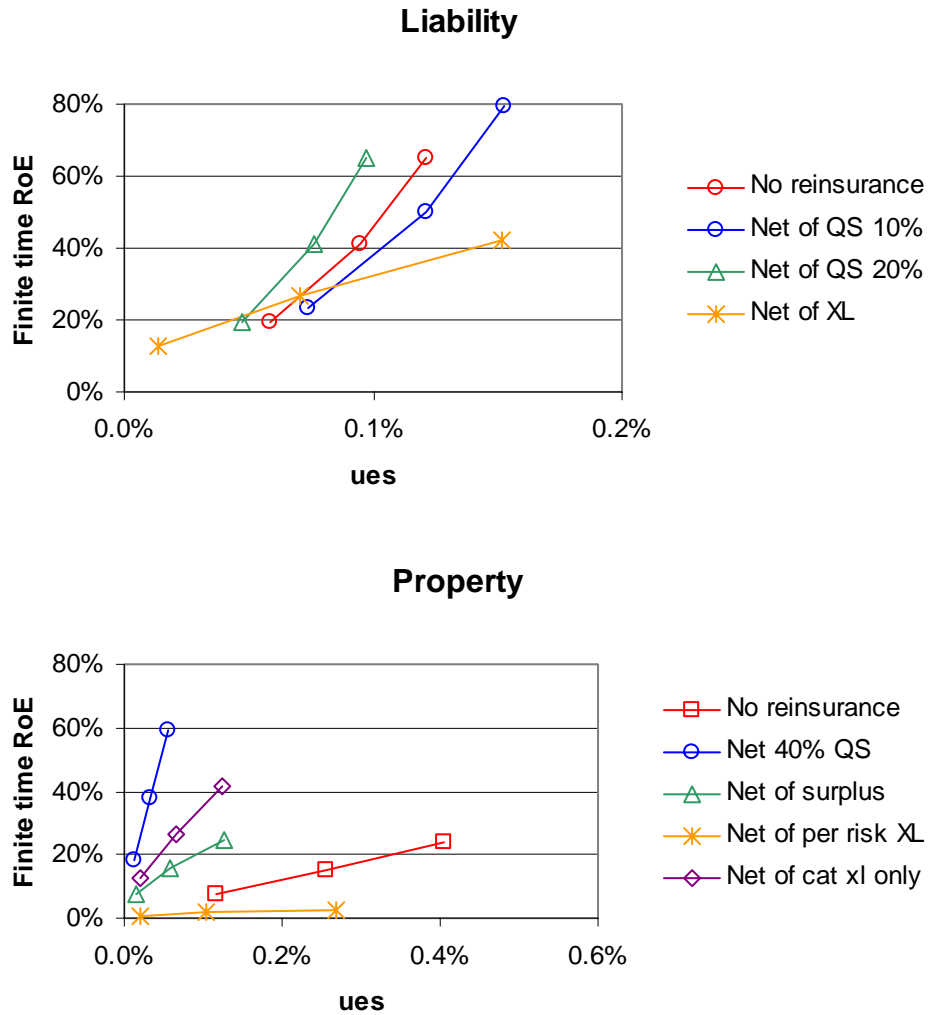 Liability
Finite time RoE
80%
60%
40%
20%
0%
0.0%
0.1%
0.2%
ues
No reinsurance
Net of QS 10%
Net of QS 20%
Net of XL
Property
Finite time RoE
80%
60%
40%
20%
0%
0.0%
0.2%
0.4%
0.6%
ues
No reinsurance
Net 40% QS
Net of surplus
Net of per risk XL
Net of cat xl only